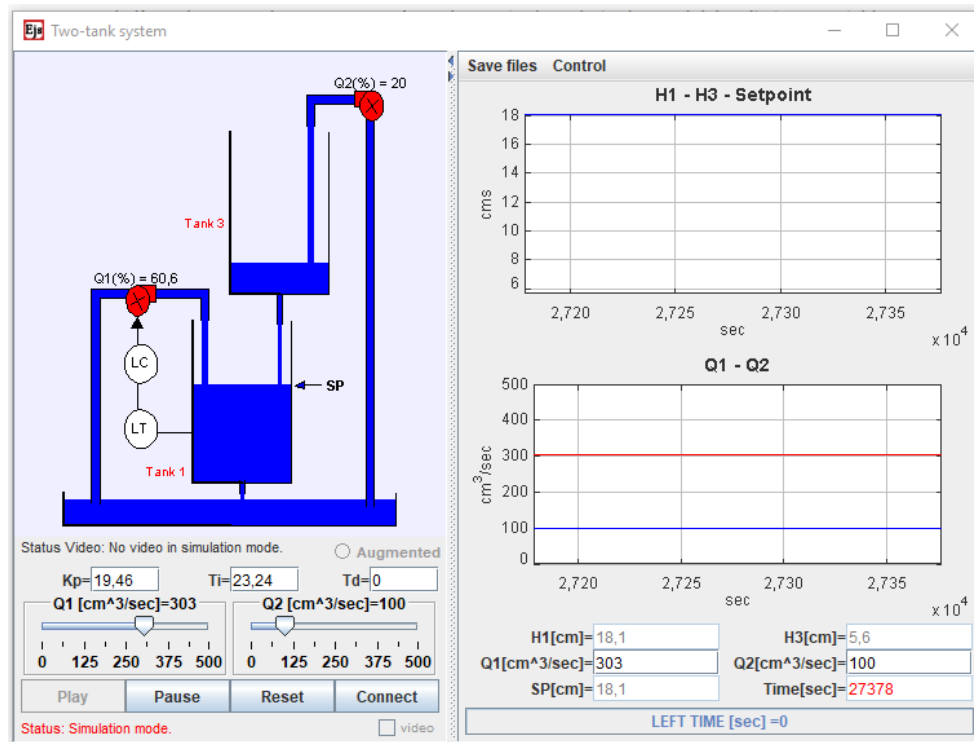 Ejs Two-tank system
Q2(%) = 20
Tank 3
Q1(%) = 60,6
LC
SP
LT
Tank 1
Status Video: No video in simulation mode.
Augmented
Kp= 19,46 Ti= 23,24 Td= 0
Q1 [cm^3/sec]=303 Q2 [cm^3/sec]=100
0 125 250 375 500 0 125 250 375 500
Play Pause Reset Connect
Status: Simulation mode. video
Save files Control
H1 - H3 - Setpoint
18
16
14
12
10
8
6
cms
2,720 2,725 2,730 2,735
sec
x 10⁴
Q1 - Q2
500
400
300
200
100
0
cm³/sec
2,720 2,725 2,730 2,735
sec
x 10⁴
H1[cm]= 18,1 H3[cm]= 5,6
Q1[cm^3/sec]= 303 Q2[cm^3/sec]= 100
SP[cm]= 18,1 Time[sec]= 27378
LEFT TIME [sec] =0